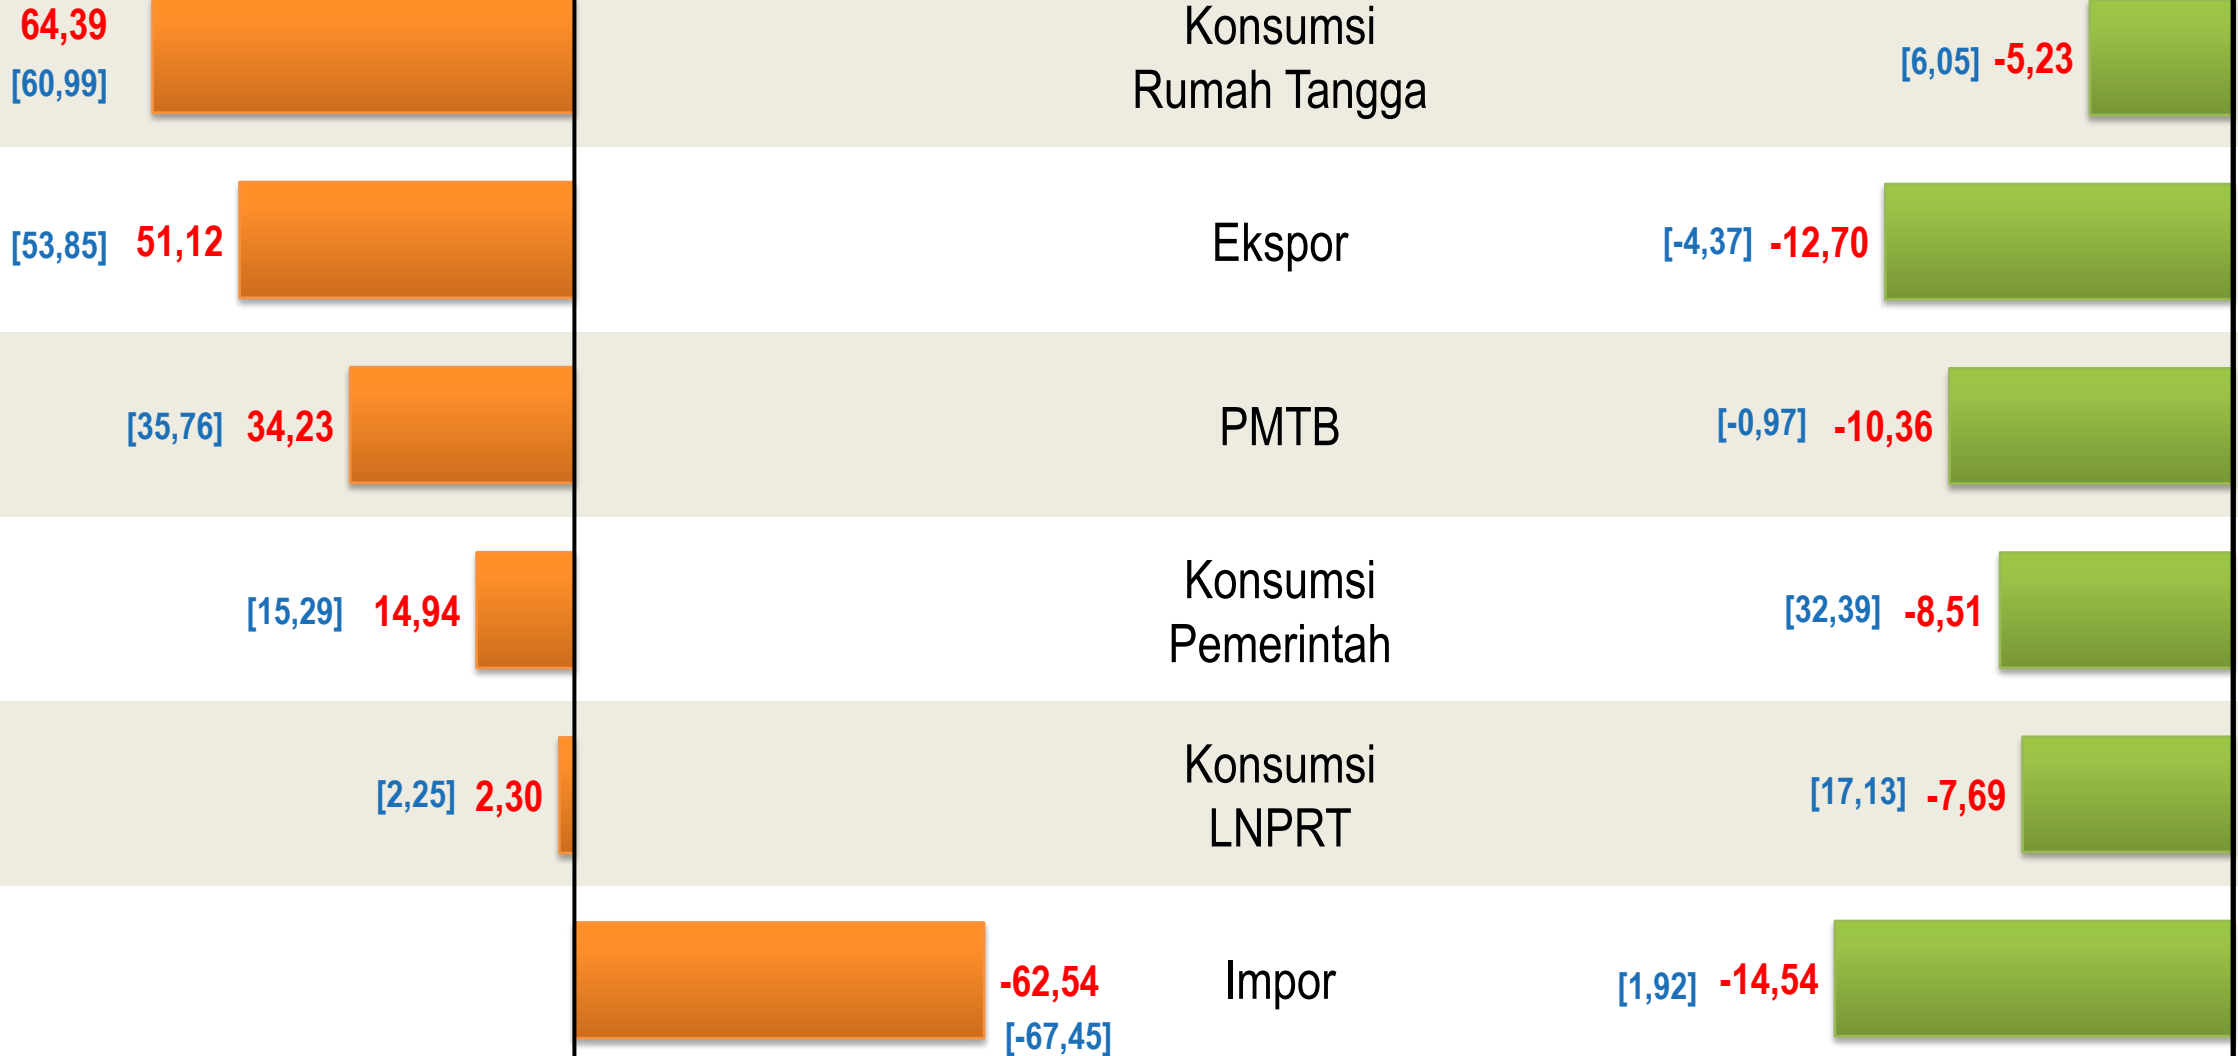 64,39
[60,99]
Konsumsi
Rumah Tangga
[6,05] -5,23
[53,85] 51,12
Ekspor
[-4,37] -12,70
[35,76] 34,23
PMTB
[-0,97] -10,36
[15,29] 14,94
Konsumsi
Pemerintah
[32,39] -8,51
[2,25] 2,30
Konsumsi
LNPRT
[17,13] -7,69
-62,54
[-67,45]
Impor
[1,92] -14,54